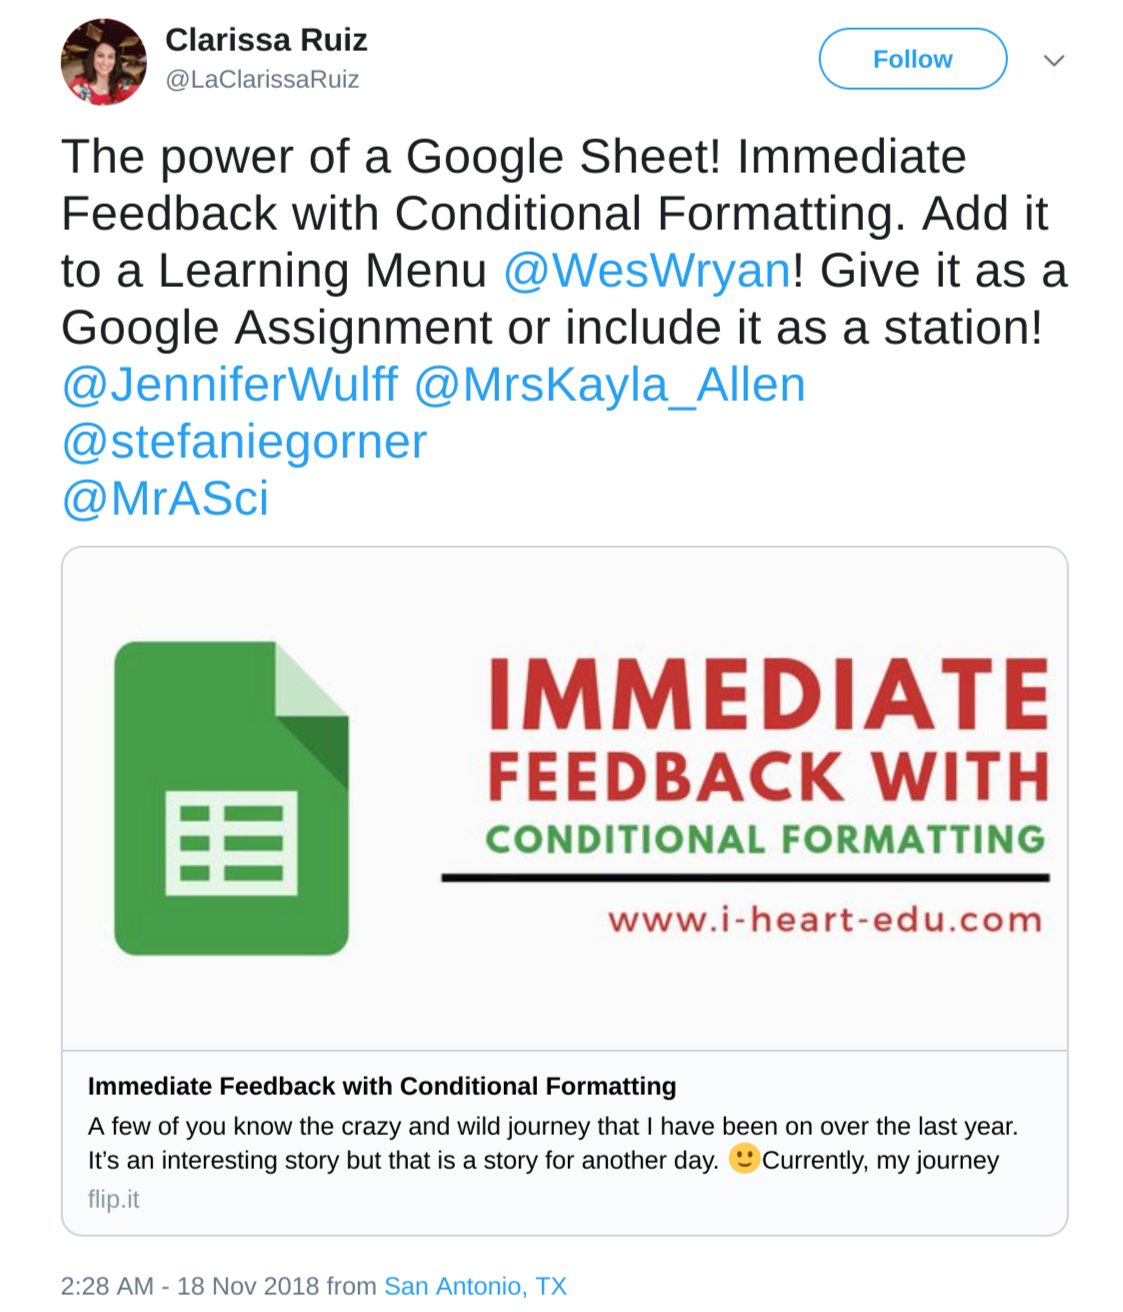 Clarissa Ruiz
@LaClarissaRuiz
Follow
The power of a Google Sheet! Immediate
Feedback with Conditional Formatting. Add it
to a Learning Menu @WesWryan! Give it as a
Google Assignment or include it as a station!
@JenniferWulff @MrsKayla_Allen
@stefaniegorner
@MrASci
IMMEDIATE
FEEDBACK WITH
CONDITIONAL FORMATTING
www.i-heart-edu.com
Immediate Feedback with Conditional Formatting
A few of you know the crazy and wild journey that I have been on over the last year.
It’s an interesting story but that is a story for another day. 🙂Currently, my journey
flip.it
2:28 AM - 18 Nov 2018 from San Antonio, TX